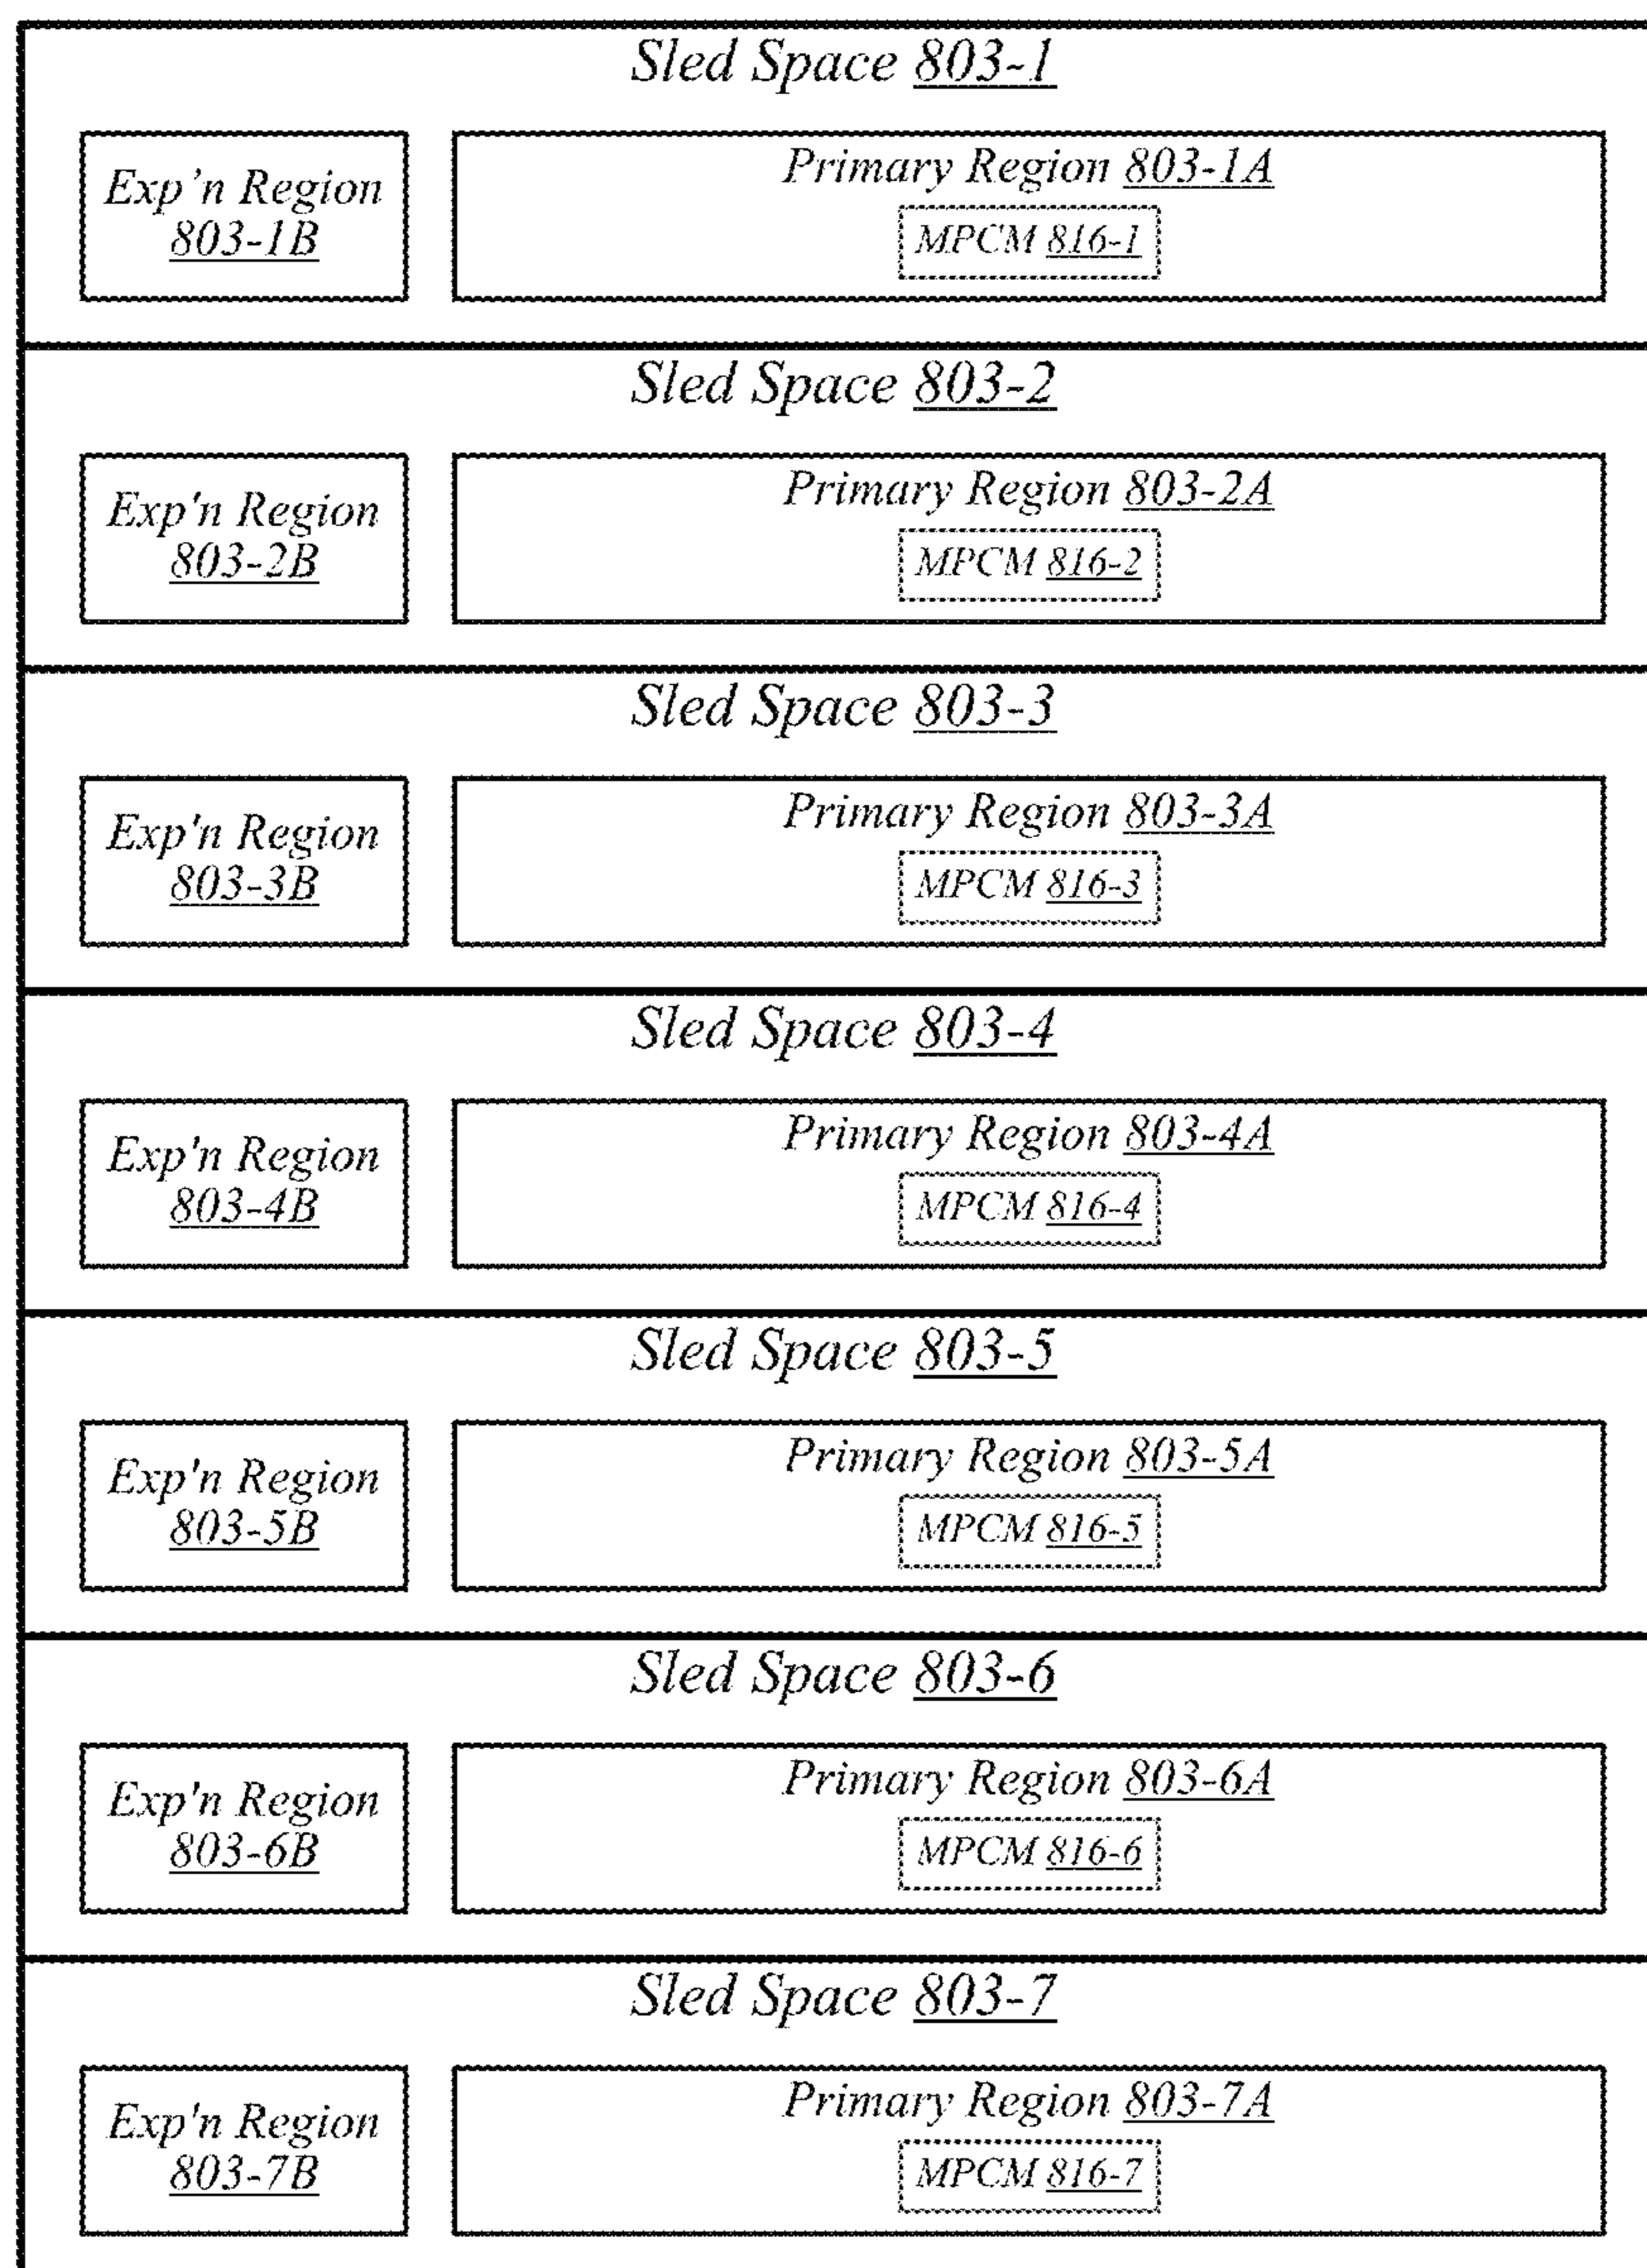 Sled Space 803-1
Exp’n Region
803-1B
Primary Region 803-1A
MPCM 816-1
Sled Space 803-2
Exp'n Region
803-2B
Primary Region 803-2A
MPCM 816-2
Sled Space 803-3
Exp'n Region
803-3B
Primary Region 803-3A
MPCM 816-3
Sled Space 803-4
Exp'n Region
803-4B
Primary Region 803-4A
MPCM 816-4
Sled Space 803-5
Exp'n Region
803-5B
Primary Region 803-5A
MPCM 816-5
Sled Space 803-6
Exp'n Region
803-6B
Primary Region 803-6A
MPCM 816-6
Sled Space 803-7
Exp'n Region
803-7B
Primary Region 803-7A
MPCM 816-7